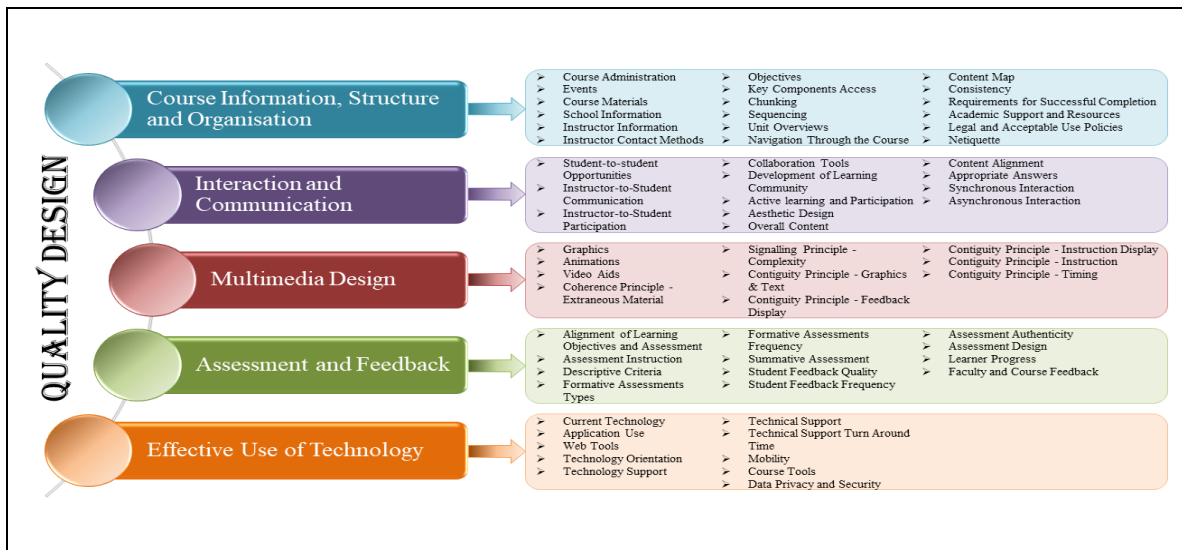 QUALITY DESIGN
Course Information, Structure
and Organisation
➢ Course Administration
➢ Events
➢ Course Materials
➢ School Information
➢ Instructor Information
➢ Instructor Contact Methods
➢ Objectives
➢ Key Components Access
➢ Chunking
➢ Sequencing
➢ Unit Overviews
➢ Navigation Through the Course
➢ Content Map
➢ Consistency
➢ Requirements for Successful Completion
➢ Academic Support and Resources
➢ Legal and Acceptable Use Policies
➢ Netiquette
Interaction and
Communication
➢ Student-to-student
Opportunities
➢ Instructor-to-Student
Communication
➢ Instructor-to-Student
Participation
➢ Collaboration Tools
➢ Development of Learning
Community
➢ Active learning and Participation
➢ Aesthetic Design
➢ Overall Content
➢ Content Alignment
➢ Appropriate Answers
➢ Synchronous Interaction
➢ Asynchronous Interaction
Multimedia Design
➢ Graphics
➢ Animations
➢ Video Aids
➢ Coherence Principle -
Extraneous Material
➢ Signalling Principle -
Complexity
➢ Contiguity Principle - Graphics
& Text
➢ Contiguity Principle - Feedback
Display
➢ Contiguity Principle - Instruction Display
➢ Contiguity Principle - Instruction
➢ Contiguity Principle - Timing
Assessment and Feedback
➢ Alignment of Learning
Objectives and Assessment
➢ Assessment Instruction
➢ Descriptive Criteria
➢ Formative Assessments
Types
➢ Formative Assessments
Frequency
➢ Summative Assessment
➢ Student Feedback Quality
➢ Student Feedback Frequency
➢ Assessment Authenticity
➢ Assessment Design
➢ Learner Progress
➢ Faculty and Course Feedback
Effective Use of Technology
➢ Current Technology
➢ Application Use
➢ Web Tools
➢ Technology Orientation
➢ Technology Support
➢ Technical Support
➢ Technical Support Turn Around
Time
➢ Mobility
➢ Course Tools
➢ Data Privacy and Security